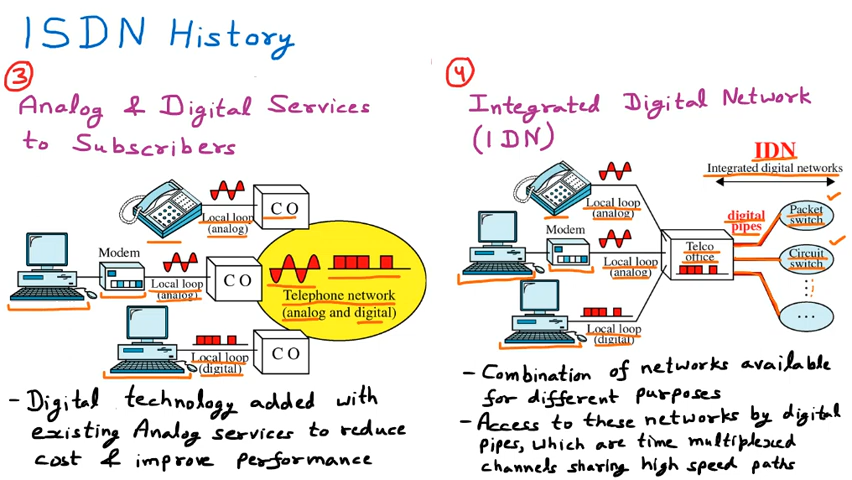 ISDN History
3
Analog & Digital Services
to Subscribers
Local loop
(analog)
C O
Modem
Local loop
(analog)
C O
Telephone network
(analog and digital)
Local loop
(digital)
C O
- Digital technology added with
existing Analog services to reduce
cost & improve performance
4
Integrated Digital Network
(IDN)
IDN
Integrated digital networks
Local loop
(analog)
Modem
Local loop
(analog)
Local loop
(digital)
Telco
office
digital
pipes
Packet
switch
Circuit
switch
...
- Combination of networks available
for different purposes
- Access to these networks by digital
pipes, which are time multiplexed
channels sharing high speed paths